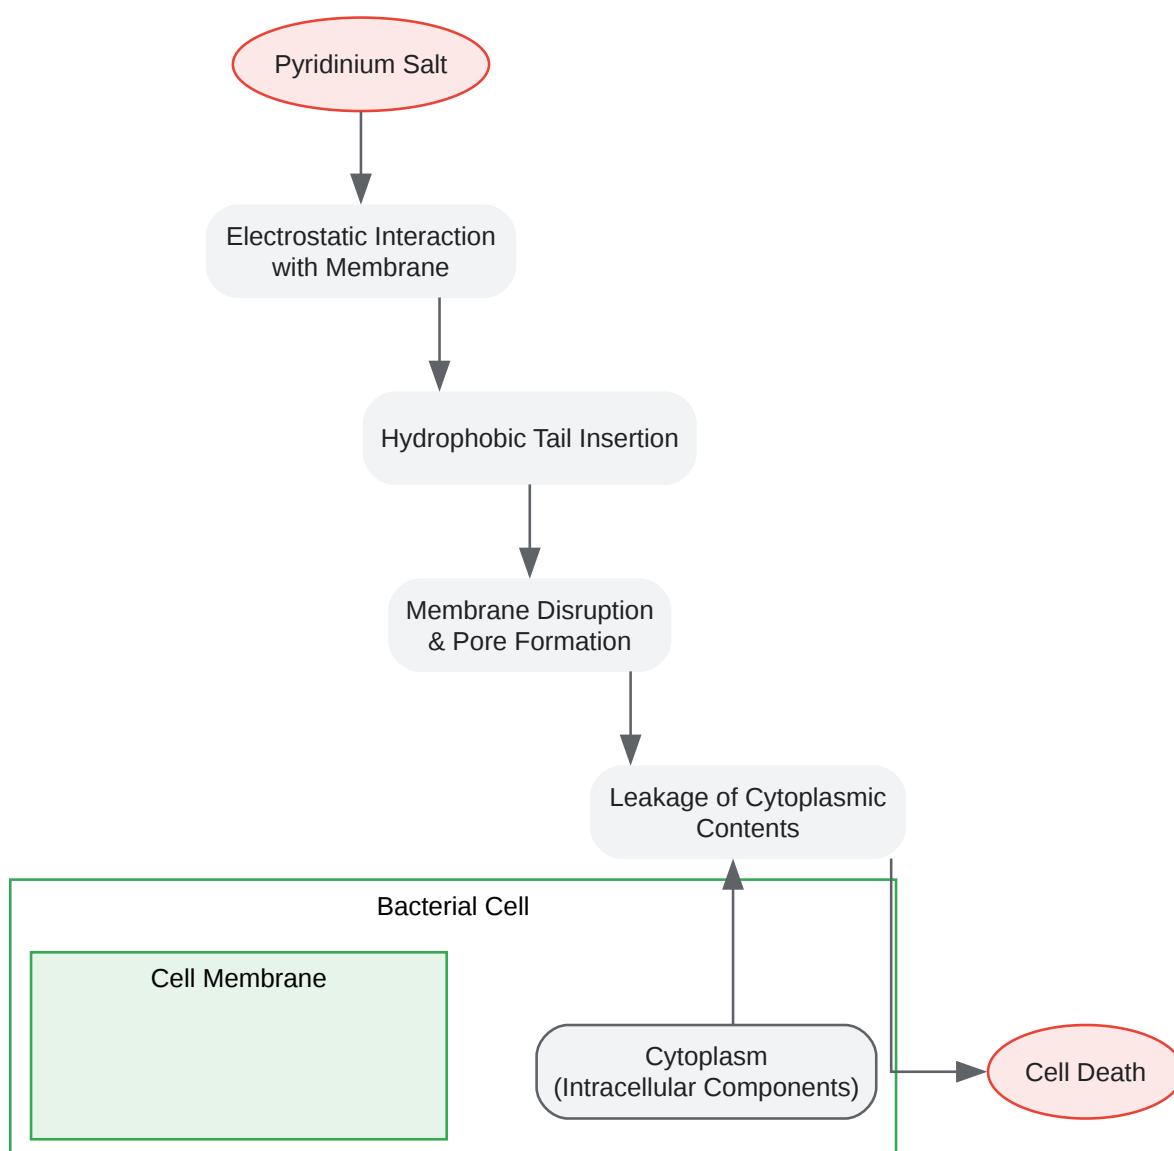 Pyridinium Salt
Electrostatic Interaction
with Membrane
Hydrophobic Tail Insertion
Membrane Disruption
& Pore Formation
Leakage of Cytoplasmic
Contents
Bacterial Cell
Cell Membrane
Cytoplasm
(Intracellular Components)
Cell Death